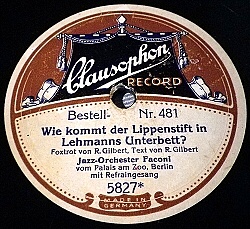 Clausophon
RECORD
Bestell- Nr. 481
Wie kommt der Lippenstift in
Lehmanns Unterbett?
Foxtrot von R. Gilbert, Text von R. Gilbert
Jazz-Orchester Faconi
vom Palais am Zoo, Berlin
mit Refraingesang
5827*
MADE IN
GERMANY